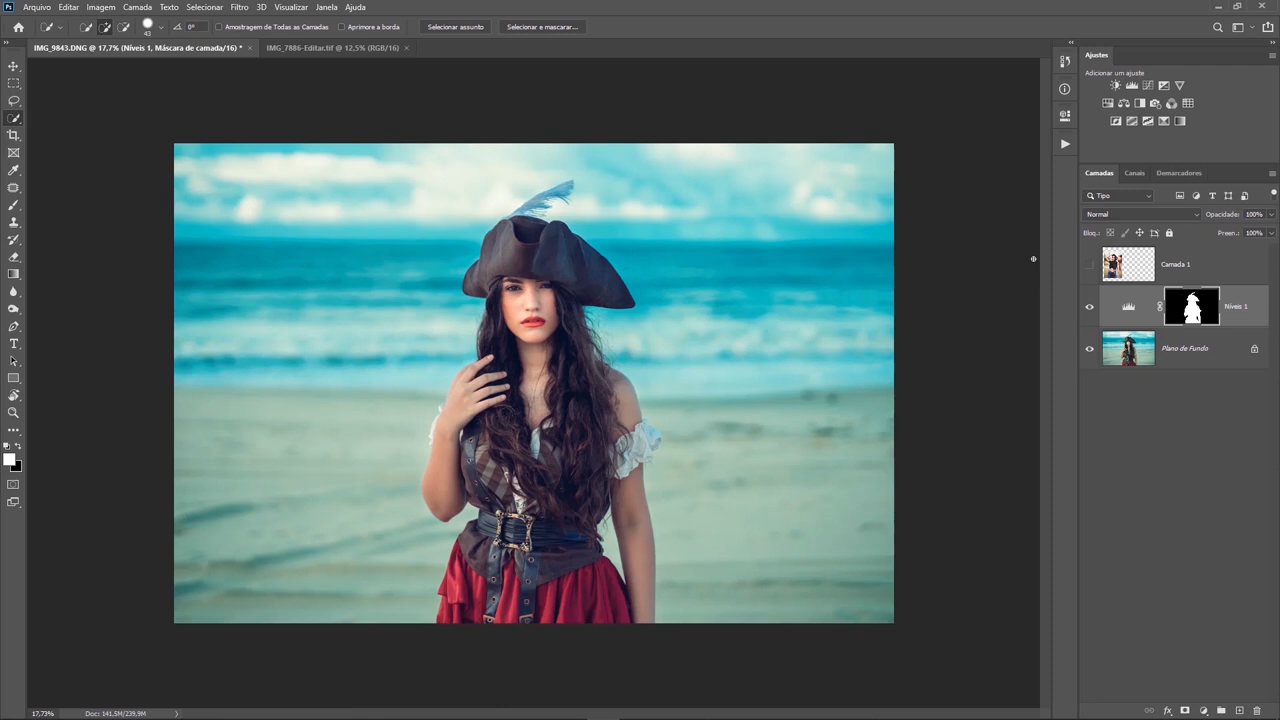 Ps Arquivo Editar Imagem Camada Texto Selecionar Filtro 3D Visualizar Janela Ajuda
43 0° Amostragem de Todas as Camadas Aprimore a borda Selecionar assunto Selecionar e mascarar...
IMG_9843.DNG @ 17,7% (Níveis 1, Máscara de camada/16) * × IMG_7886-Editar.tif @ 12,5% (RGB/16) ×
Ajustes
Adicionar um ajuste
Camadas Canais Demarcadores
Tipo
Normal Opacidade: 100%
Bloq.: Preen.: 100%
Camada 1
Níveis 1
Plano de Fundo
17,73% Doc: 141,5M/239,9M